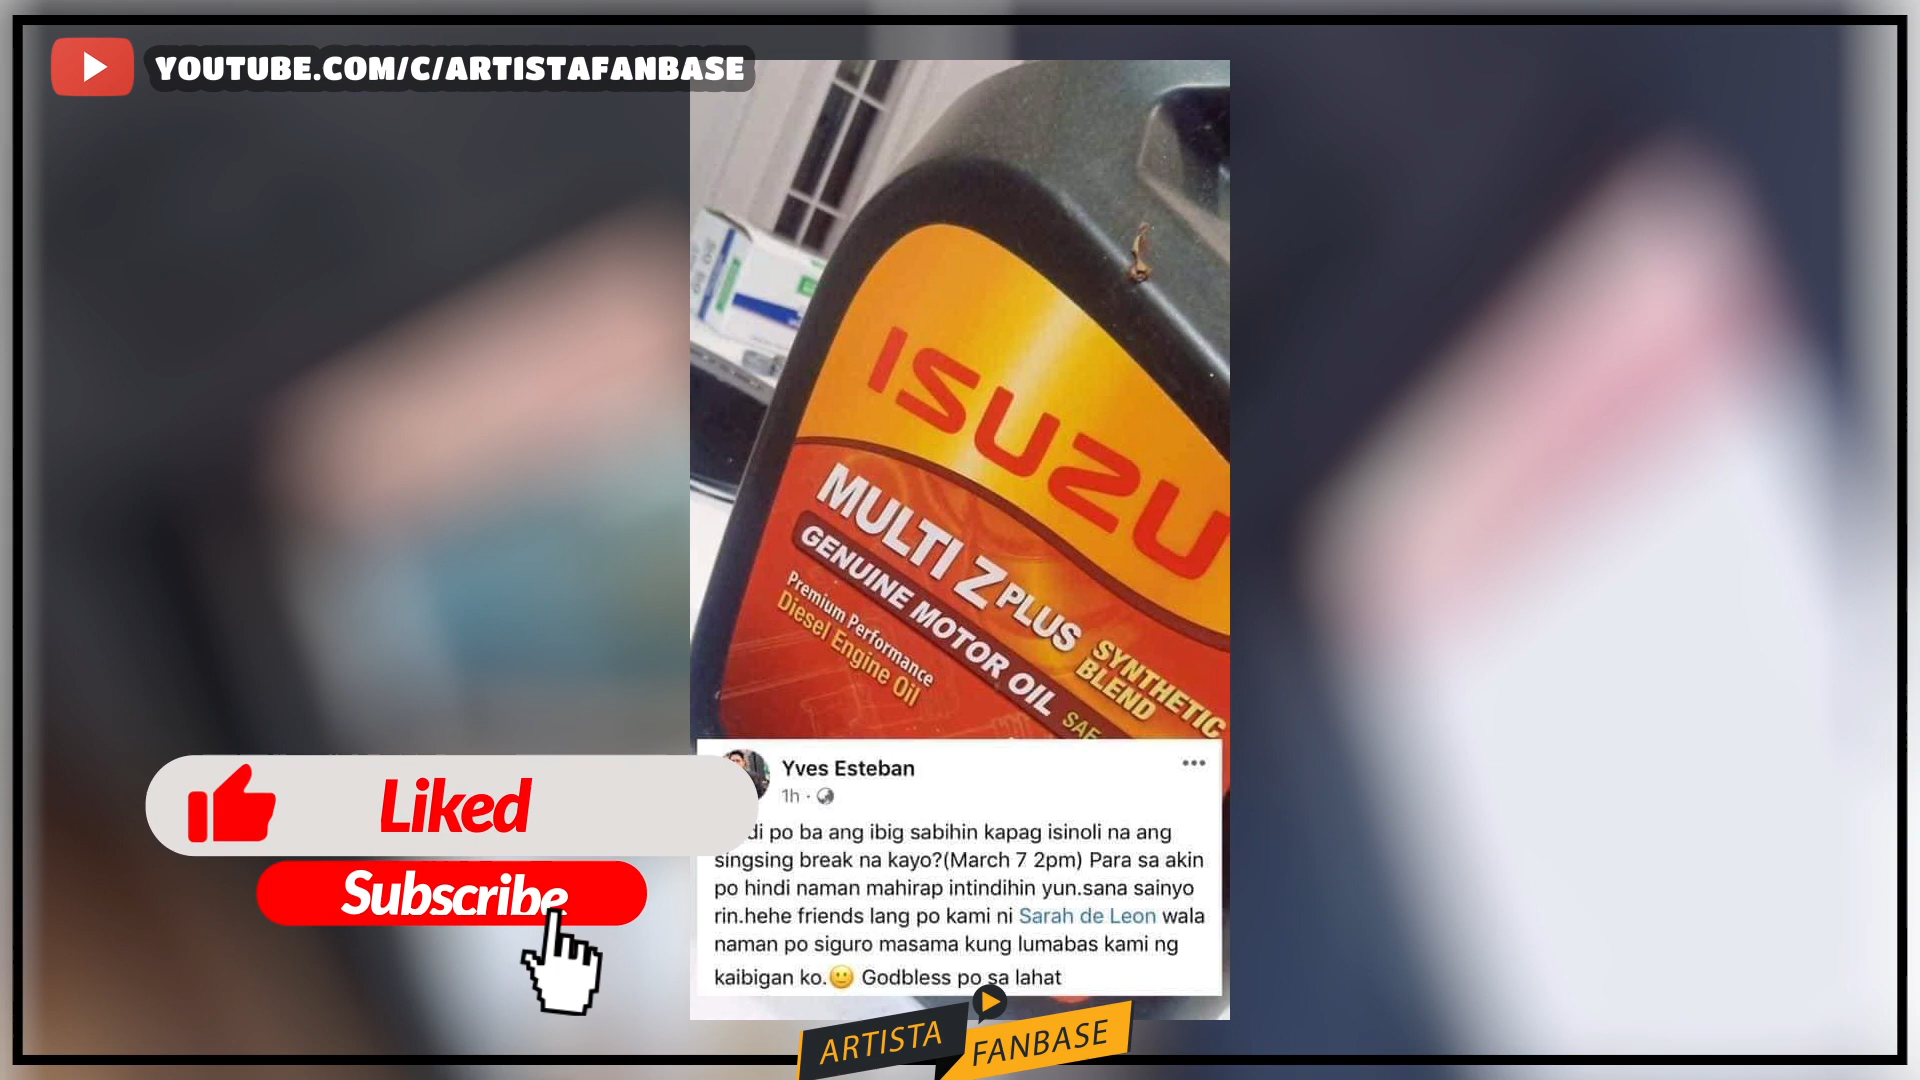 YOUTUBE.COM/C/ARTISTAFANBASE
ISUZU
MULTI Z PLUS
GENUINE MOTOR OIL
SYNTHETIC
BLEND
Premium Performance
Diesel Engine Oil
SAE
Liked
Subscribe
Yves Esteban
1h ·
di po ba ang ibig sabihin kapag isinoli na ang
singsing break na kayo?(March 7 2pm) Para sa akin
po hindi naman mahirap intindihin yun.sana sainyo
rin.hehe friends lang po kami ni Sarah de Leon wala
naman po siguro masama kung lumabas kami ng
kaibigan ko.🙂 Godbless po sa lahat
ARTISTA
FANBASE